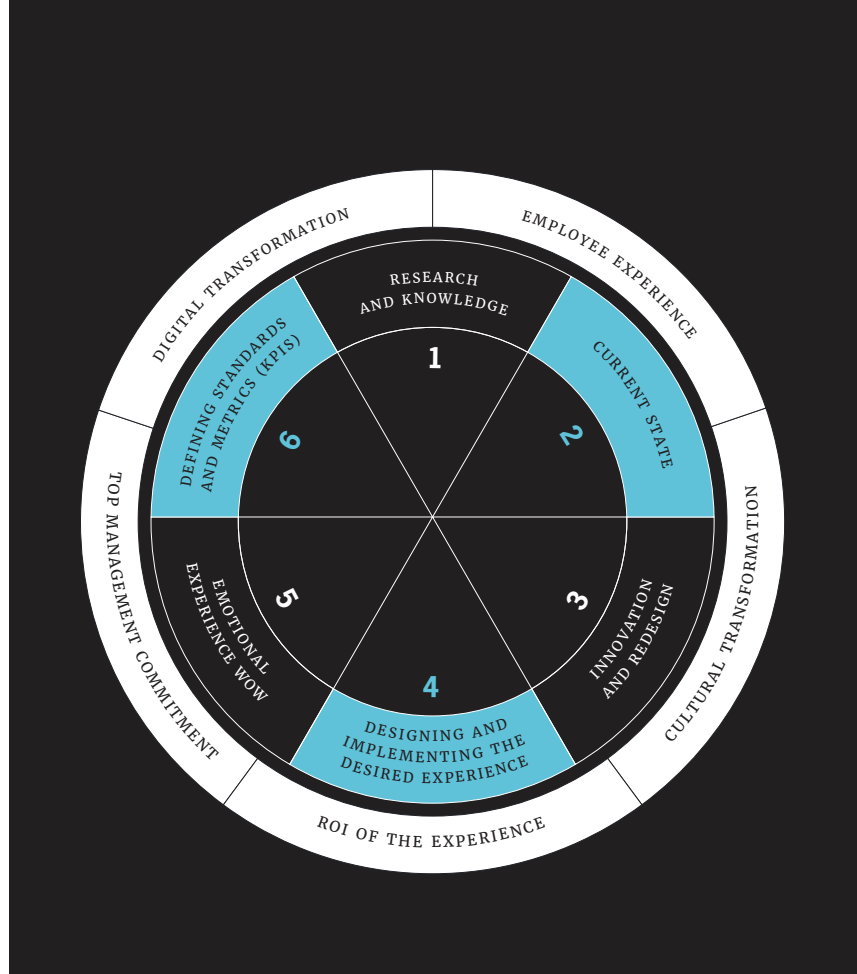 EMPLOYEE EXPERIENCE
CULTURAL TRANSFORMATION
ROI OF THE EXPERIENCE
TOP MANAGEMENT COMMITMENT
DIGITAL TRANSFORMATION
RESEARCH
AND KNOWLEDGE
1
CURRENT STATE
2
INNOVATION
AND REDESIGN
3
4
DESIGNING AND
IMPLEMENTING THE
DESIRED EXPERIENCE
5
EMOTIONAL
EXPERIENCE WOW
DEFINING STANDARDS
AND METRICS (KPIS)
6